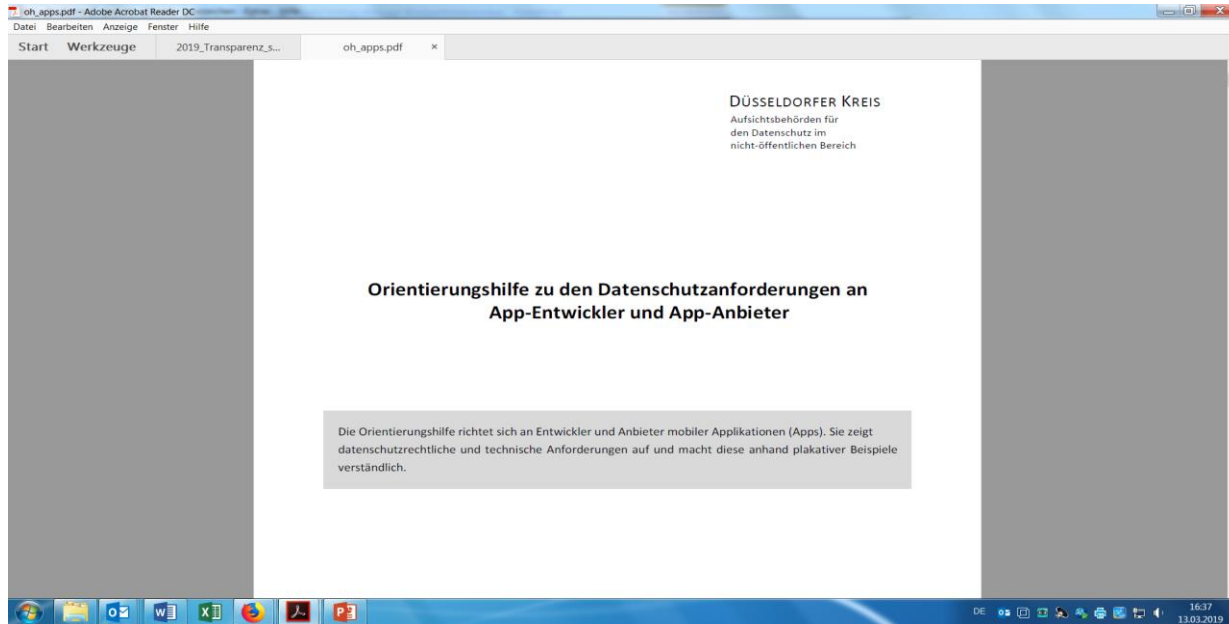 oh_apps.pdf - Adobe Acrobat Reader DC
Datei Bearbeiten Anzeige Fenster Hilfe
Start Werkzeuge 2019_Transparenz_s... oh_apps.pdf ×
DÜSSELDORFER KREIS
Aufsichtsbehörden für
den Datenschutz im
nicht-öffentlichen Bereich
Orientierungshilfe zu den Datenschutzanforderungen an
App-Entwickler und App-Anbieter
Die Orientierungshilfe richtet sich an Entwickler und Anbieter mobiler Applikationen (Apps). Sie zeigt
datenschutzrechtliche und technische Anforderungen auf und macht diese anhand plakativer Beispiele
verständlich.
DE 16:37
13.03.2019